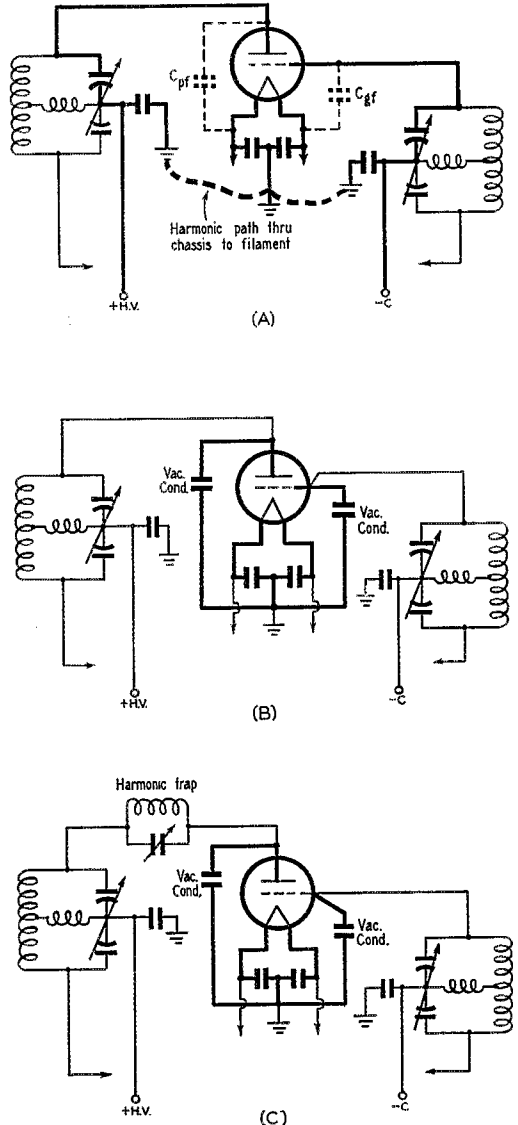 Cpf
Cgf
Harmonic path thru
chassis to filament
+H.V.
-C
(A)
Vac.
Cond.
Vac.
Cond.
+H.V.
-C
(B)
Harmonic trap
Vac.
Cond.
Vac.
Cond.
+H.V.
-C
(C)